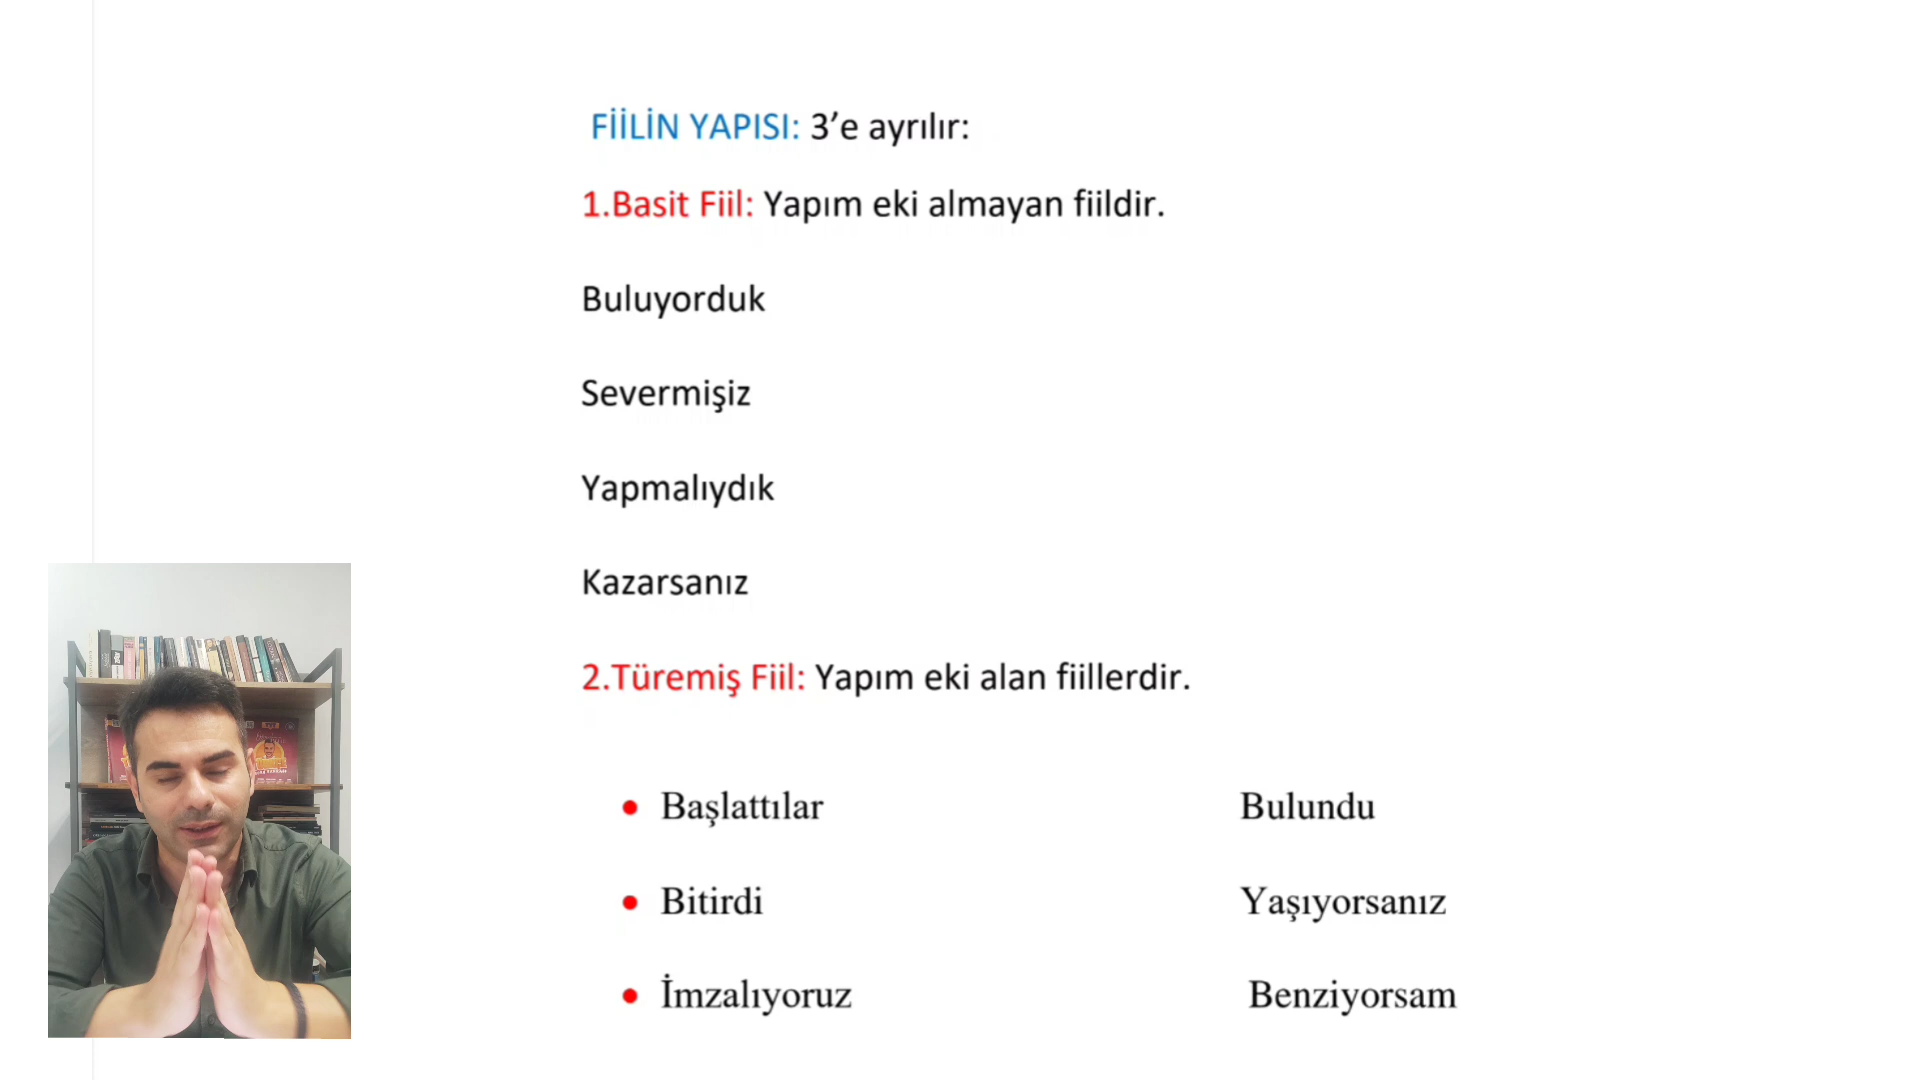 FİİLİN YAPISI: 3’e ayrılır:
1.Basit Fiil: Yapım eki almayan fiildir.
Buluyorduk
Severmişiz
Yapmalıydık
Kazarsanız
2.Türemiş Fiil: Yapım eki alan fiillerdir.
• Başlattılar Bulundu
• Bitirdi Yaşıyorsanız
• İmzalıyoruz Benziyorsam